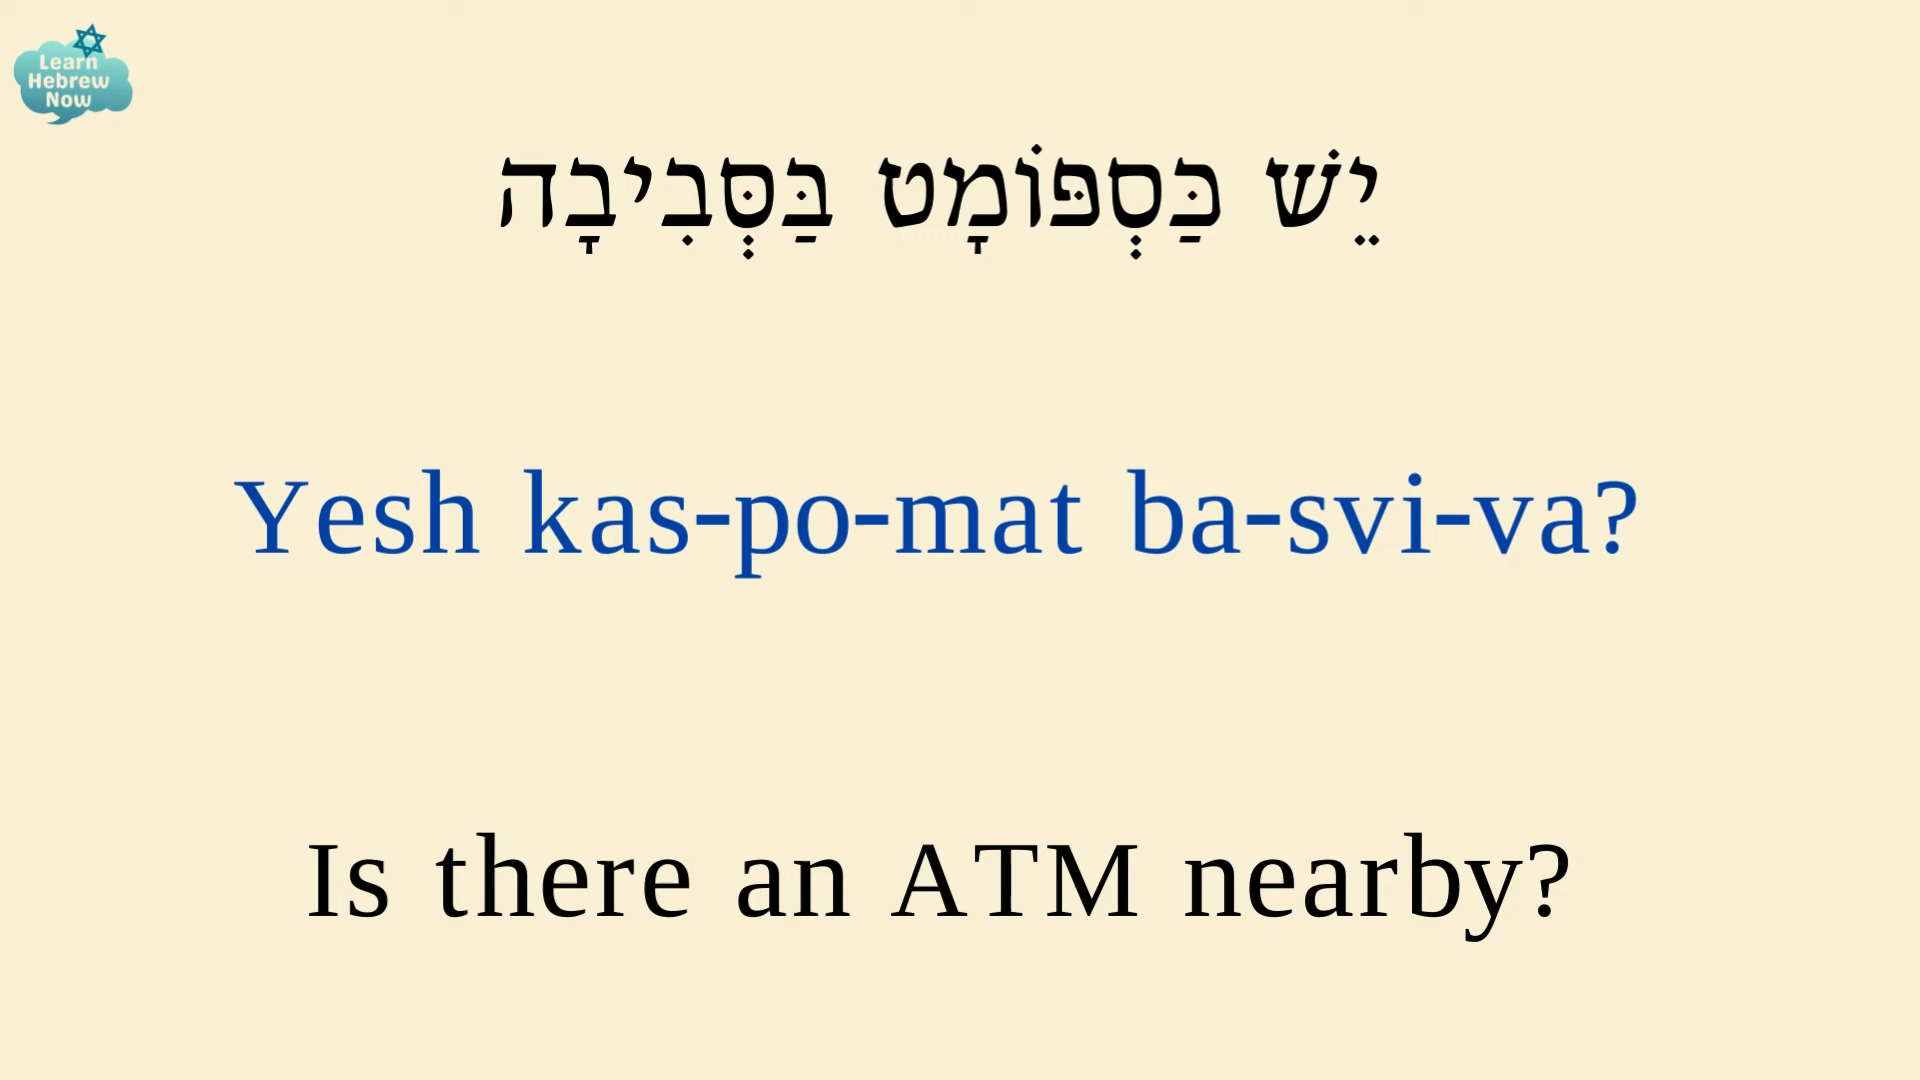 Learn
Hebrew
Now
יֵשׁ כַּסְפּוֹמָט בַּסְּבִיבָה
Yesh kas-po-mat ba-svi-va?
Is there an ATM nearby?